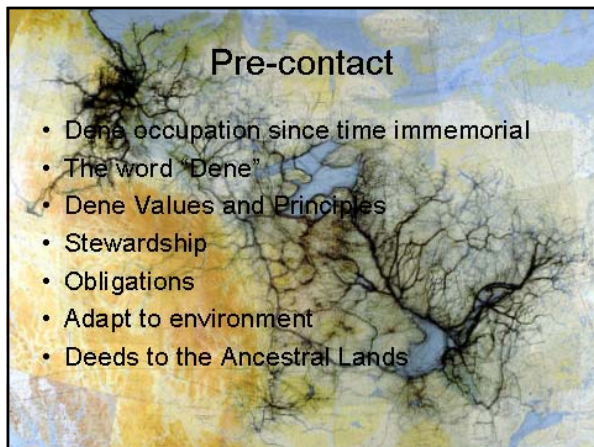 Pre-contact
• Dene occupation since time immemorial
• The word “Dene”
• Dene Values and Principles
• Stewardship
• Obligations
• Adapt to environment
• Deeds to the Ancestral Lands